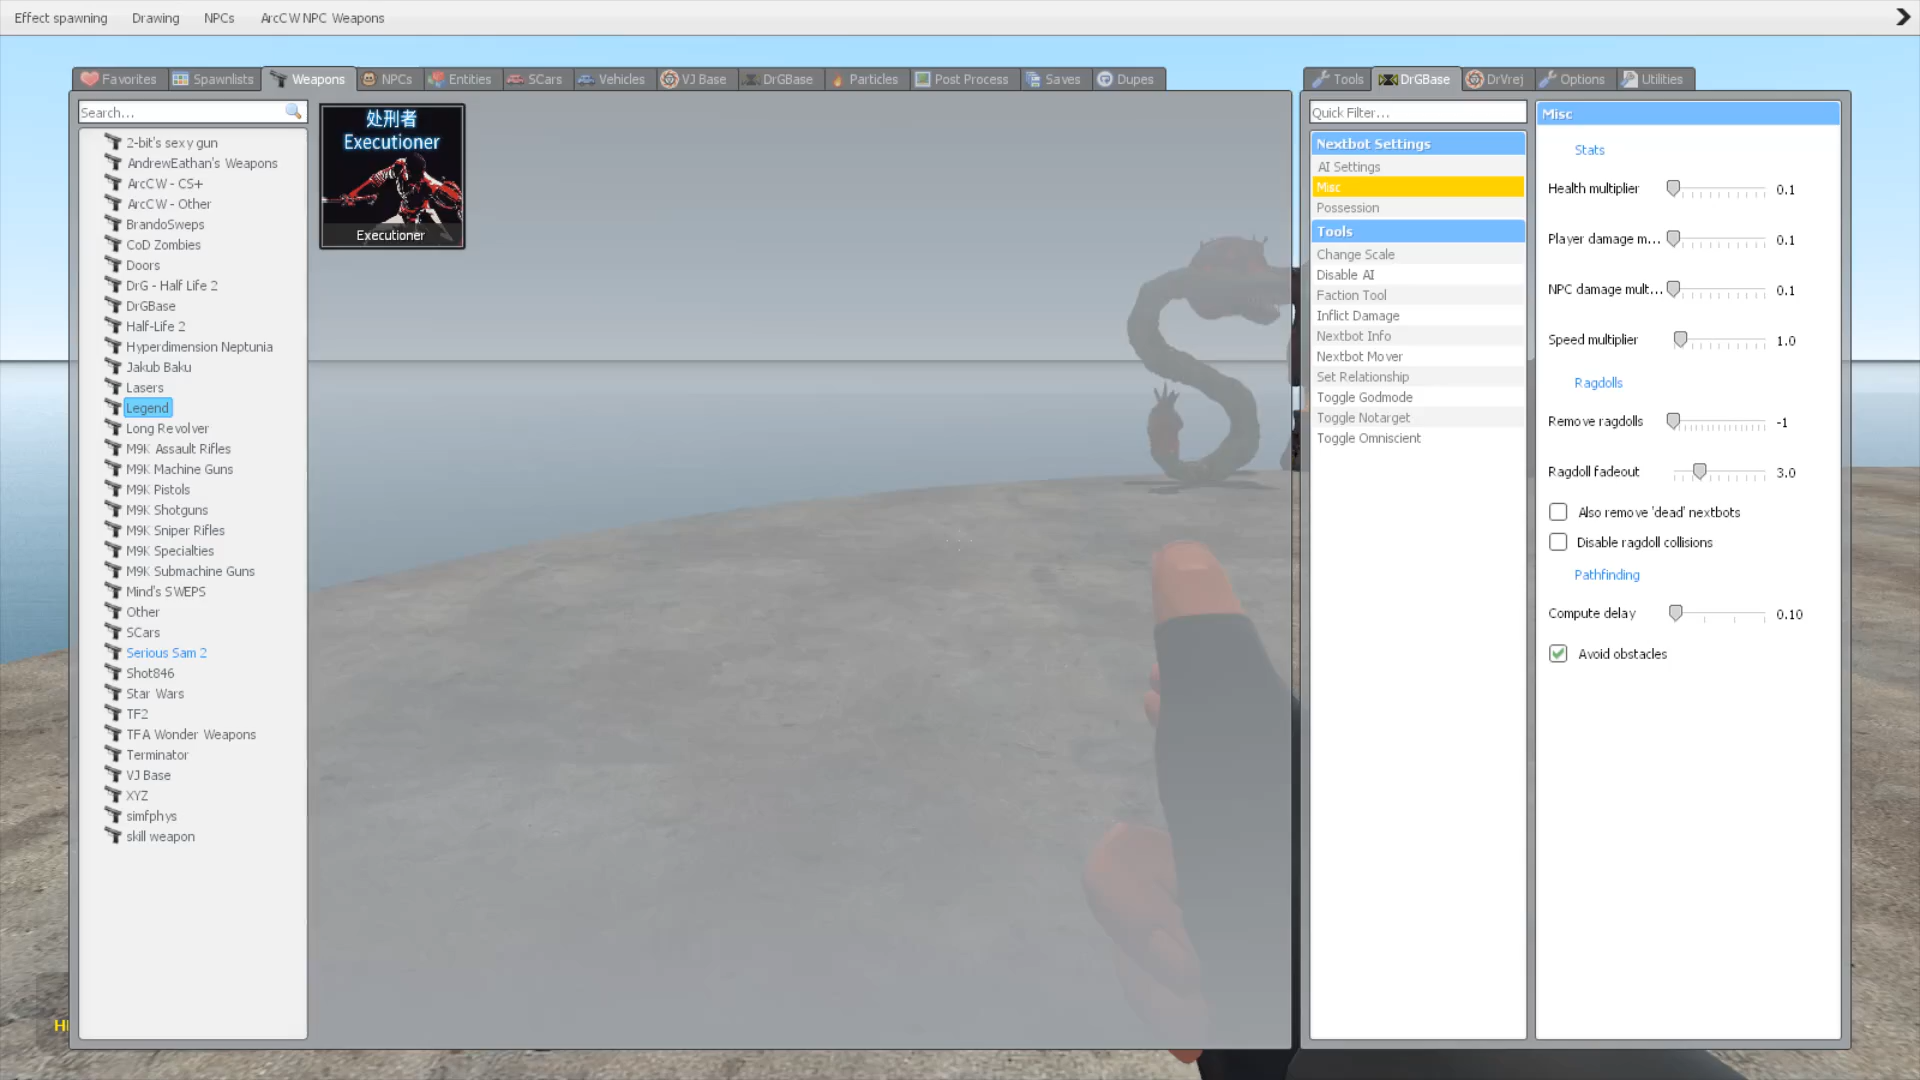 Effect spawning Drawing NPCs ArcCW NPC Weapons
Favorites Spawnlists Weapons NPCs Entities SCars Vehicles VJ Base DrGBase Particles Post Process Saves Dupes
Search...
2-bit's sexy gun
AndrewEathan's Weapons
ArcCW - CS+
ArcCW - Other
BrandoSweps
CoD Zombies
Doors
DrG - Half Life 2
DrGBase
Half-Life 2
Hyperdimension Neptunia
Jakub Baku
Lasers
Legend
Long Revolver
M9K Assault Rifles
M9K Machine Guns
M9K Pistols
M9K Shotguns
M9K Sniper Rifles
M9K Specialties
M9K Submachine Guns
Mind's SWEPS
Other
SCars
Serious Sam 2
Shot846
Star Wars
TF2
TFA Wonder Weapons
Terminator
VJ Base
XYZ
simfphys
skill weapon
处刑者
Executioner
Executioner
Tools DrGBase DrVrej Options Utilities
Quick Filter...
Nextbot Settings
AI Settings
Misc
Possession
Tools
Change Scale
Disable AI
Faction Tool
Inflict Damage
Nextbot Info
Nextbot Mover
Set Relationship
Toggle Godmode
Toggle Notarget
Toggle Omniscient
Misc
Stats
Health multiplier 0.1
Player damage m... 0.1
NPC damage mult... 0.1
Speed multiplier 1.0
Ragdolls
Remove ragdolls -1
Ragdoll fadeout 3.0
Also remove 'dead' nextbots
Disable ragdoll collisions
Pathfinding
Compute delay 0.10
Avoid obstacles